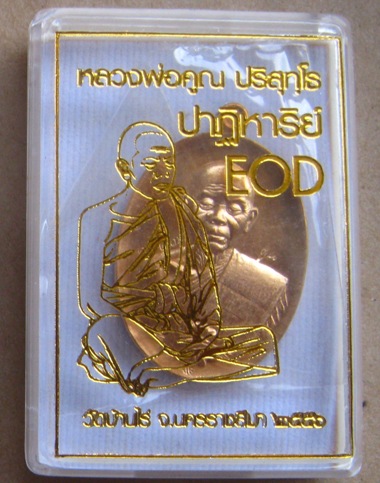 หลวงพ่อคูณ ปริสุทฺโธ
ปาฏิหาริย์
EOD
วัดบ้านไร่ จ.นครราชสีมา ๒๕๕๖